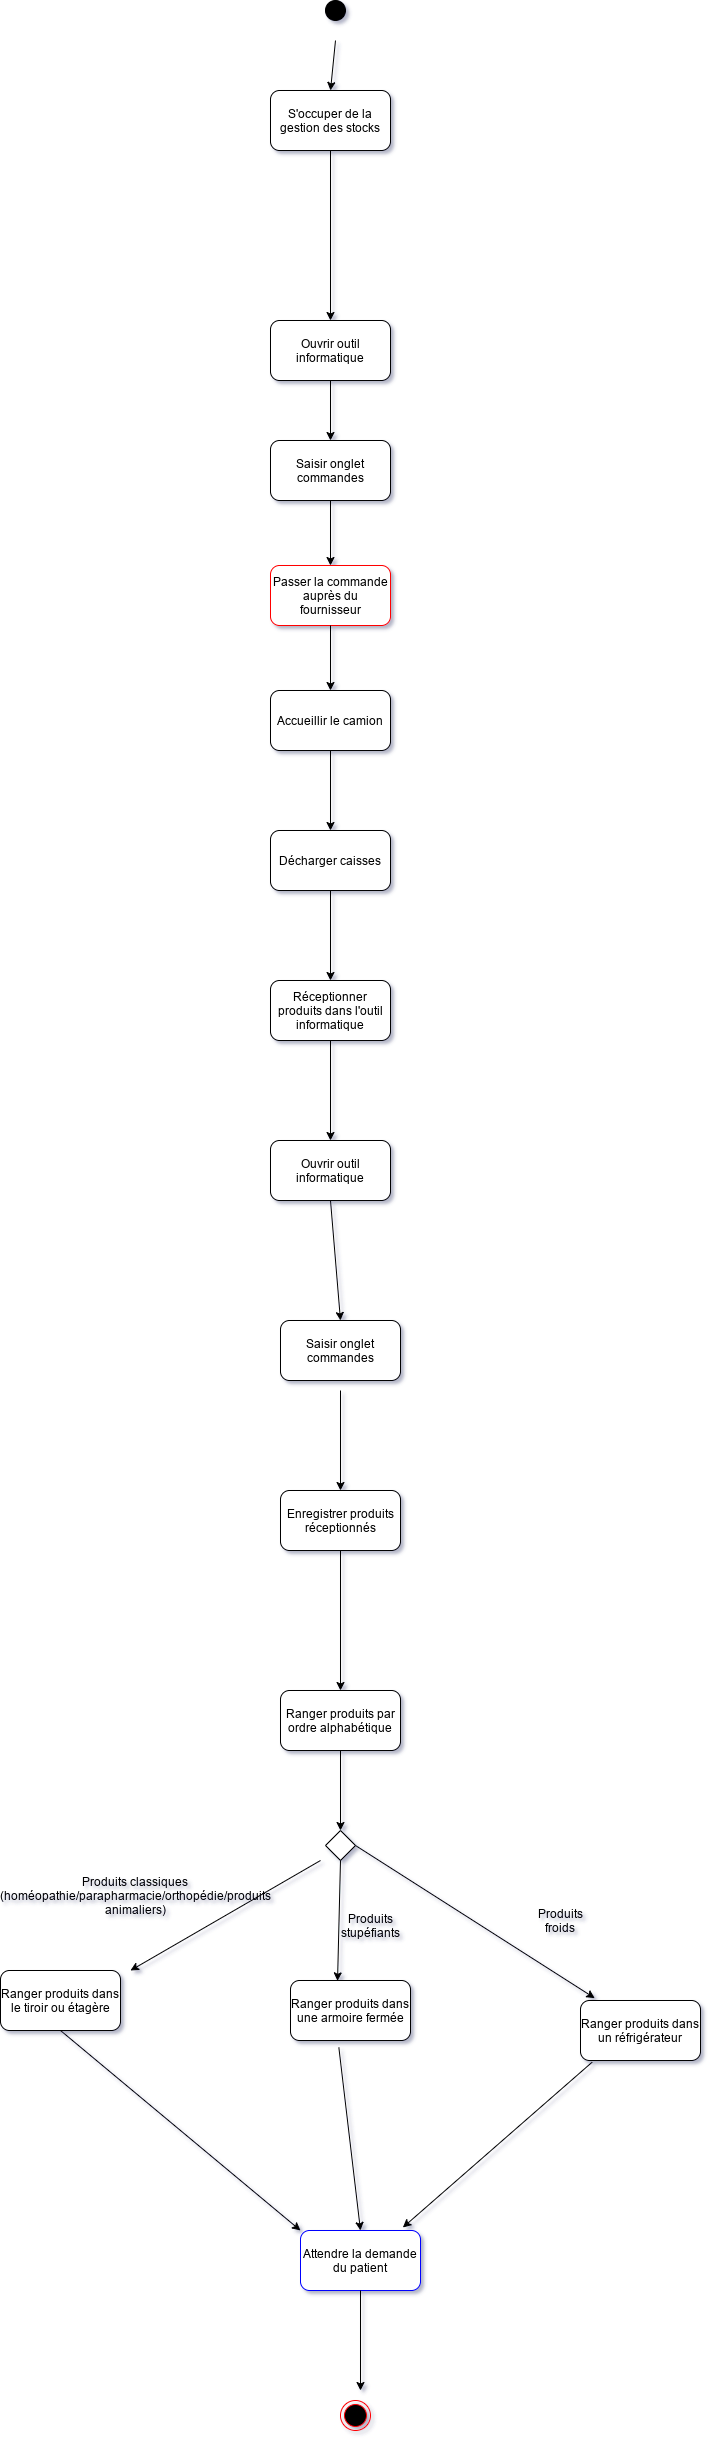 S'occuper de la
gestion des stocks
Ouvrir outil
informatique
Saisir onglet
commandes
Passer la commande
auprès du
fournisseur
Accueillir le camion
Décharger caisses
Réceptionner
produits dans l'outil
informatique
Ouvrir outil
informatique
Saisir onglet
commandes
Enregistrer produits
réceptionnés
Ranger produits par
ordre alphabétique
Produits classiques
(homéopathie/parapharmacie/orthopédie/produits
animaliers)
Produits
stupéfiants
Produits
froids
Ranger produits dans
le tiroir ou étagère
Ranger produits dans
une armoire fermée
Ranger produits dans
un réfrigérateur
Attendre la demande
du patient